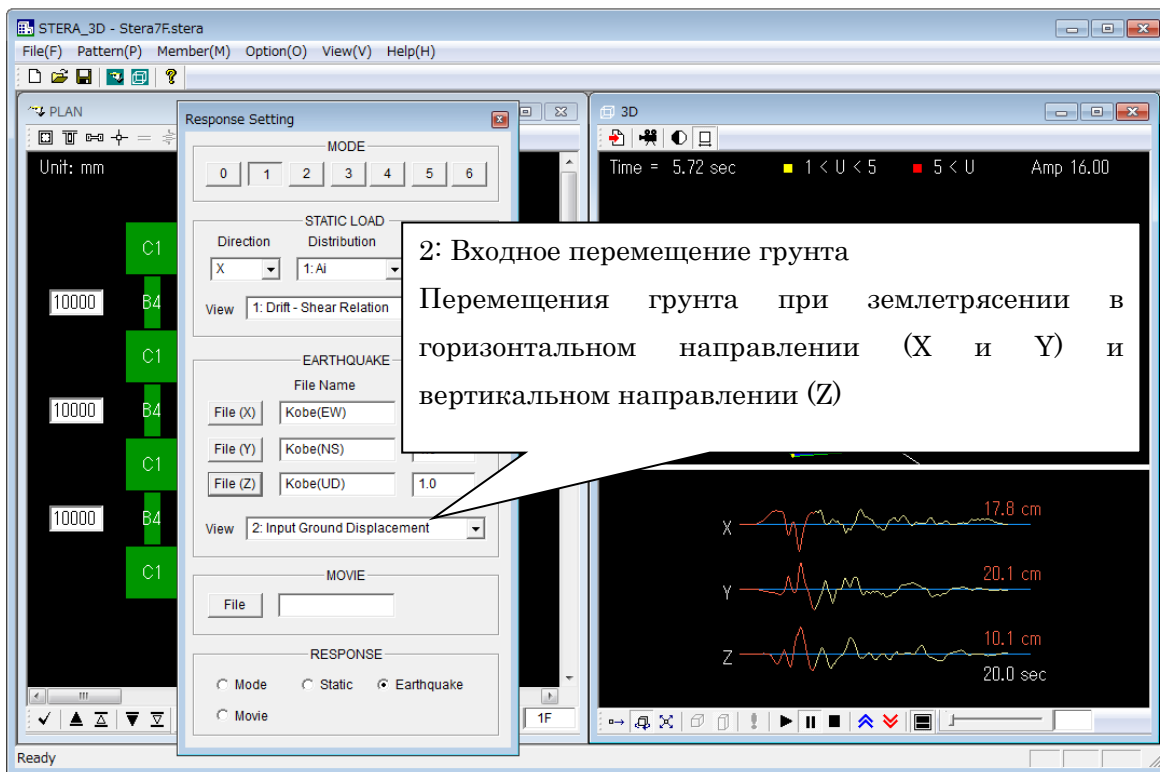 STERA_3D - Stera7F.stera
File(F) Pattern(P) Member(M) Option(O) View(V) Help(H)
PLAN
Unit: mm
C1
10000 B4
C1
10000 B4
C1
10000 B4
C1
1F
Response Setting
MODE
0 1 2 3 4 5 6
STATIC LOAD
Direction Distribution
X 1: Ai
View 1: Drift - Shear Relation
EARTHQUAKE
File Name
File (X) Kobe(EW)
File (Y) Kobe(NS)
File (Z) Kobe(UD) 1.0
View 2: Input Ground Displacement
MOVIE
File
RESPONSE
Mode Static Earthquake
Movie
2: Входное перемещение грунта
Перемещения грунта при землетрясении в
горизонтальном направлении (X и Y) и
вертикальном направлении (Z)
3D
Time = 5.72 sec 1 < U < 5 5 < U Amp 16.00
X 17.8 cm
Y 20.1 cm
Z 10.1 cm
20.0 sec
Ready